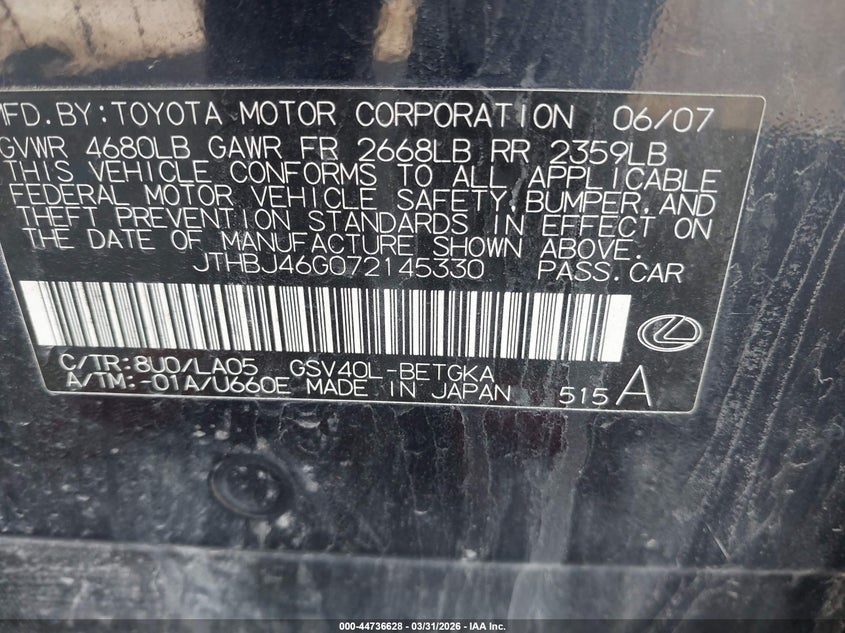 MFD. BY: TOYOTA MOTOR CORPORATION 06/07
GVWR 4680LB GAWR FR 2668LB RR 2359LB
THIS VEHICLE CONFORMS TO ALL APPLICABLE
FEDERAL MOTOR VEHICLE SAFETY, BUMPER, AND
THEFT PREVENTION STANDARDS IN EFFECT ON
THE DATE OF MANUFACTURE SHOWN ABOVE.
JTHBJ46G072145330 PASS.CAR
C/TR:8U0/LA05 GSV40L-BETGKA
A/TM:-01A/U660E MADE IN JAPAN 515 A
000-44736628 - 03/31/2026 - IAA Inc.